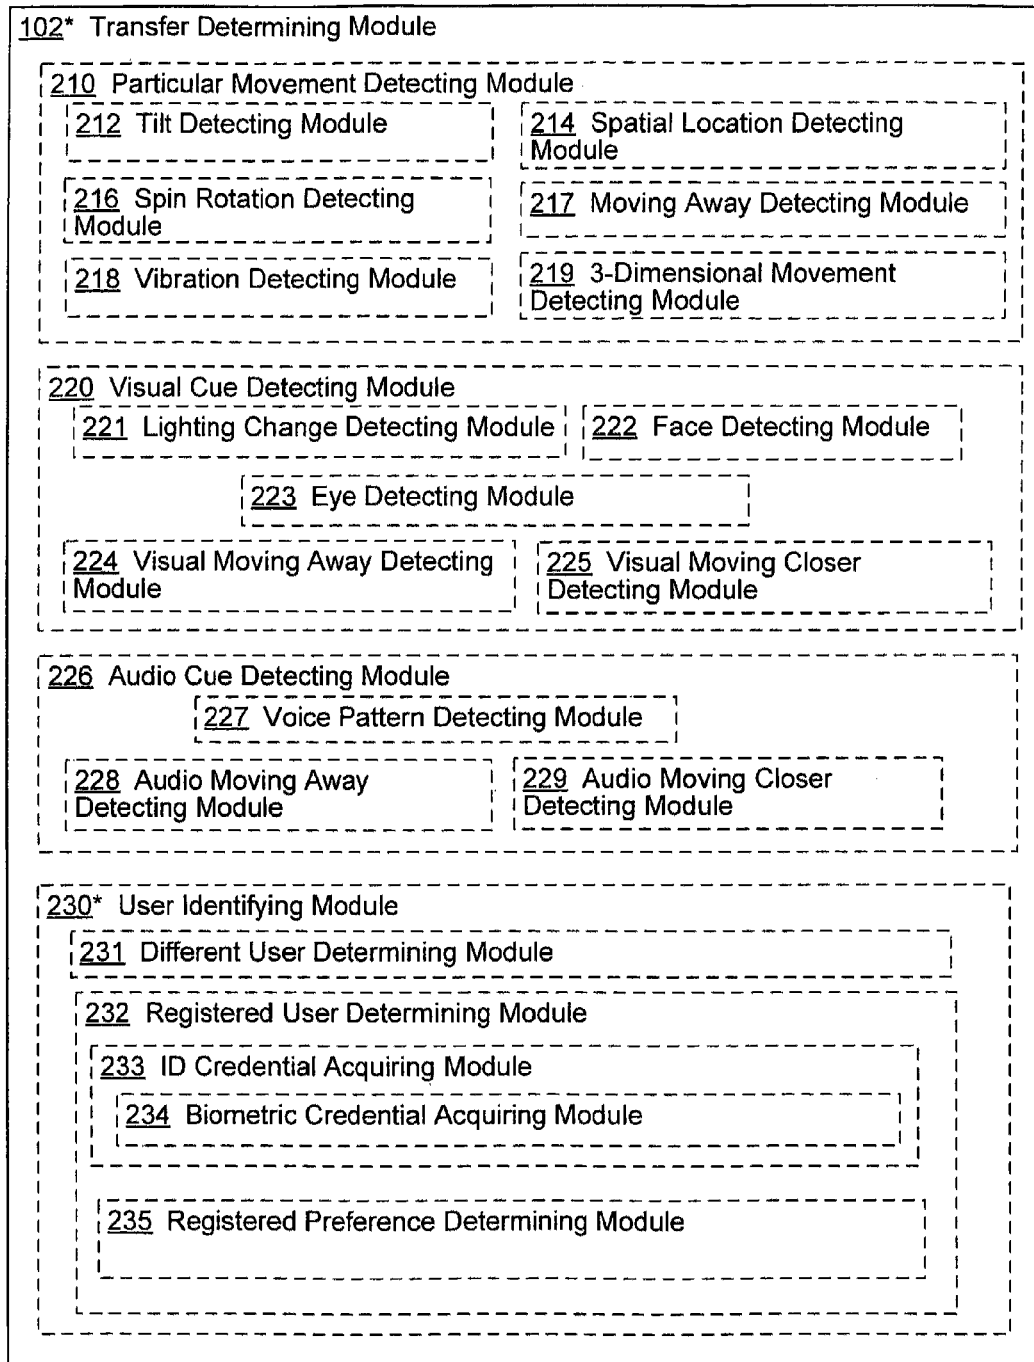 102* Transfer Determining Module
210 Particular Movement Detecting Module
212 Tilt Detecting Module
214 Spatial Location Detecting
Module
216 Spin Rotation Detecting
Module
217 Moving Away Detecting Module
218 Vibration Detecting Module
219 3-Dimensional Movement
Detecting Module
220 Visual Cue Detecting Module
221 Lighting Change Detecting Module
222 Face Detecting Module
223 Eye Detecting Module
224 Visual Moving Away Detecting
Module
225 Visual Moving Closer
Detecting Module
226 Audio Cue Detecting Module
227 Voice Pattern Detecting Module
228 Audio Moving Away
Detecting Module
229 Audio Moving Closer
Detecting Module
230* User Identifying Module
231 Different User Determining Module
232 Registered User Determining Module
233 ID Credential Acquiring Module
234 Biometric Credential Acquiring Module
235 Registered Preference Determining Module